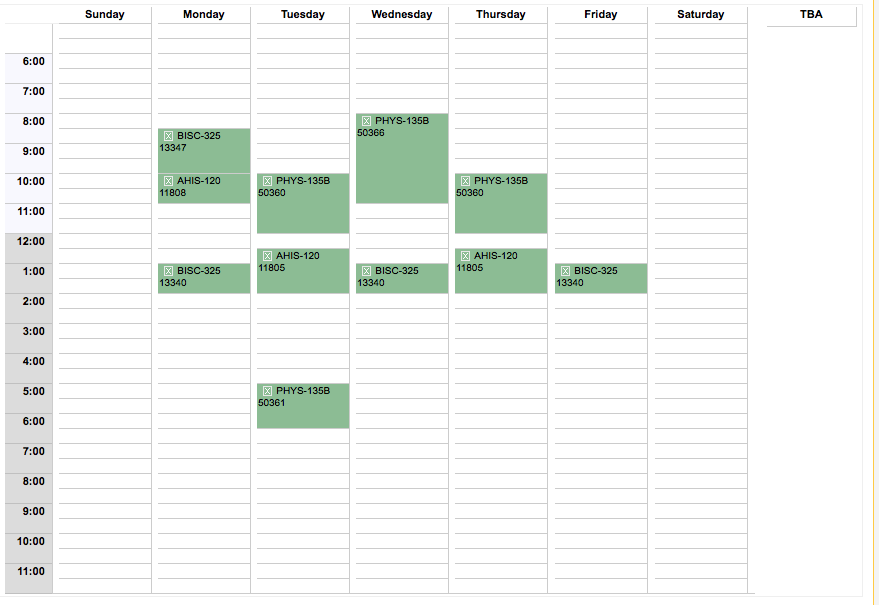 Sunday Monday Tuesday Wednesday Thursday Friday Saturday TBA
6:00
7:00
8:00
PHYS-135B
50366
BISC-325
13347
9:00
10:00
AHIS-120
11808
PHYS-135B
50360
PHYS-135B
50360
11:00
12:00
AHIS-120
11805
AHIS-120
11805
1:00
BISC-325
13340
BISC-325
13340
BISC-325
13340
2:00
3:00
4:00
5:00
PHYS-135B
50361
6:00
7:00
8:00
9:00
10:00
11:00